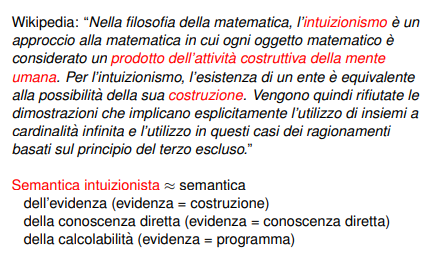 Wikipedia: “Nella filosofia della matematica, l’intuizionismo è un
approccio alla matematica in cui ogni oggetto matematico è
considerato un prodotto dell’attività costruttiva della mente
umana. Per l’intuizionismo, l’esistenza di un ente è equivalente
alla possibilità della sua costruzione. Vengono quindi rifiutate le
dimostrazioni che implicano esplicitamente l’utilizzo di insiemi a
cardinalità infinita e l’utilizzo in questi casi dei ragionamenti
basati sul principio del terzo escluso.”
Semantica intuizionista ≈ semantica
dell’evidenza (evidenza = costruzione)
della conoscenza diretta (evidenza = conoscenza diretta)
della calcolabilità (evidenza = programma)